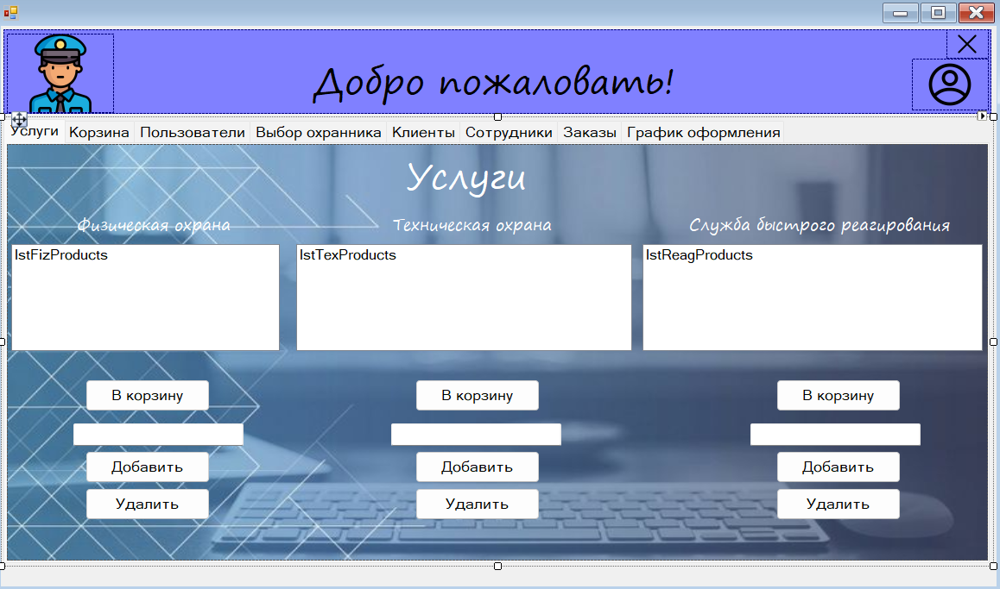 Добро пожаловать!
Услуги Корзина Пользователи Выбор охранника Клиенты Сотрудники Заказы График оформления
Услуги
Физическая охрана Техническая охрана Служба быстрого реагирования
lstFizProducts lstTexProducts lstReagProducts
В корзину В корзину В корзину
Добавить Добавить Добавить
Удалить Удалить Удалить